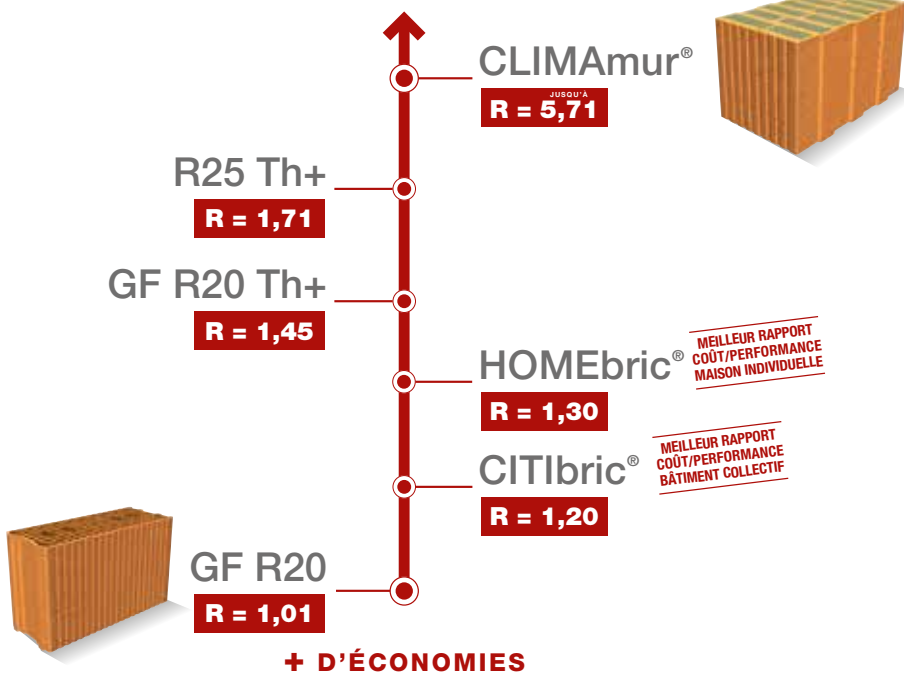 CLIMAmur®
JUSQU'À
R = 5,71
R25 Th+
R = 1,71
GF R20 Th+
R = 1,45
HOMEbric®
R = 1,30
MEILLEUR RAPPORT
COÛT/PERFORMANCE
MAISON INDIVIDUELLE
CITIbric®
R = 1,20
MEILLEUR RAPPORT
COÛT/PERFORMANCE
BÂTIMENT COLLECTIF
GF R20
R = 1,01
+ D'ÉCONOMIES